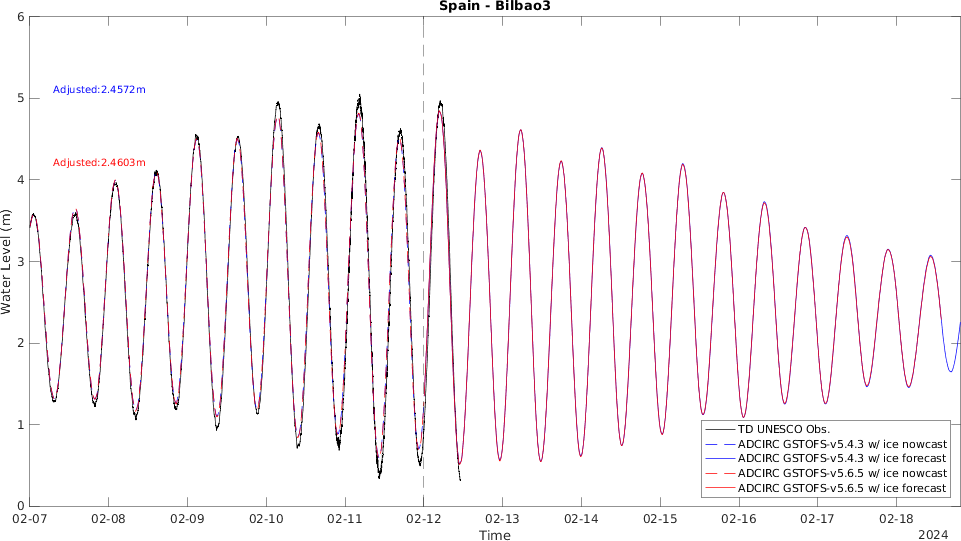 Spain - Bilbao3
6
5
4
3
2
1
0
Water Level (m)
Adjusted:2.4572m
Adjusted:2.4603m
TD UNESCO Obs.
ADCIRC GSTOFS-v5.4.3 w/ ice nowcast
ADCIRC GSTOFS-v5.4.3 w/ ice forecast
ADCIRC GSTOFS-v5.6.5 w/ ice nowcast
ADCIRC GSTOFS-v5.6.5 w/ ice forecast
02-07 02-08 02-09 02-10 02-11 02-12 02-13 02-14 02-15 02-16 02-17 02-18
Time
2024